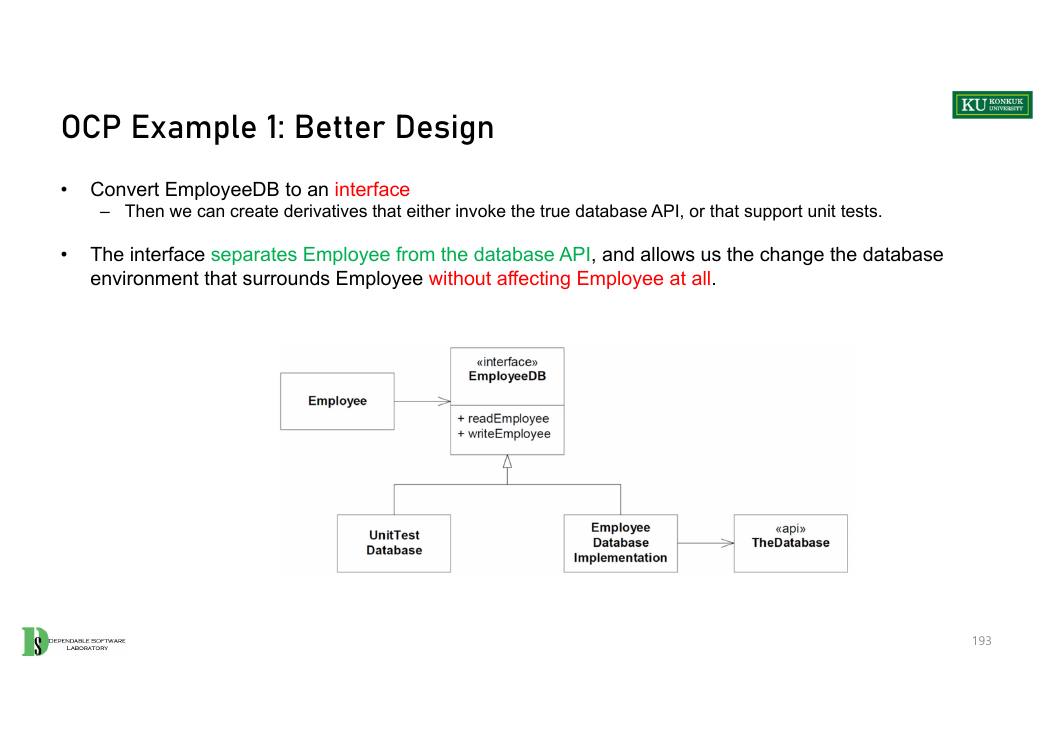 KU KONKUK
UNIVERSITY
OCP Example 1: Better Design
• Convert EmployeeDB to an interface
– Then we can create derivatives that either invoke the true database API, or that support unit tests.
• The interface separates Employee from the database API, and allows us the change the database
environment that surrounds Employee without affecting Employee at all.
«interface»
EmployeeDB
Employee
+ readEmployee
+ writeEmployee
UnitTest
Database
Employee
Database
Implementation
«api»
TheDatabase
DS DEPENDABLE SOFTWARE
LABORATORY
193